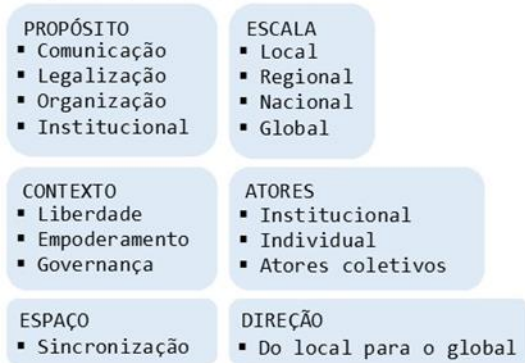 PROPÓSITO
▪ Comunicação
▪ Legalização
▪ Organização
▪ Institucional
ESCALA
▪ Local
▪ Regional
▪ Nacional
▪ Global
CONTEXTO
▪ Liberdade
▪ Empoderamento
▪ Governança
ATORES
▪ Institucional
▪ Individual
▪ Atores coletivos
ESPAÇO
▪ Sincronização
DIREÇÃO
▪ Do local para o global